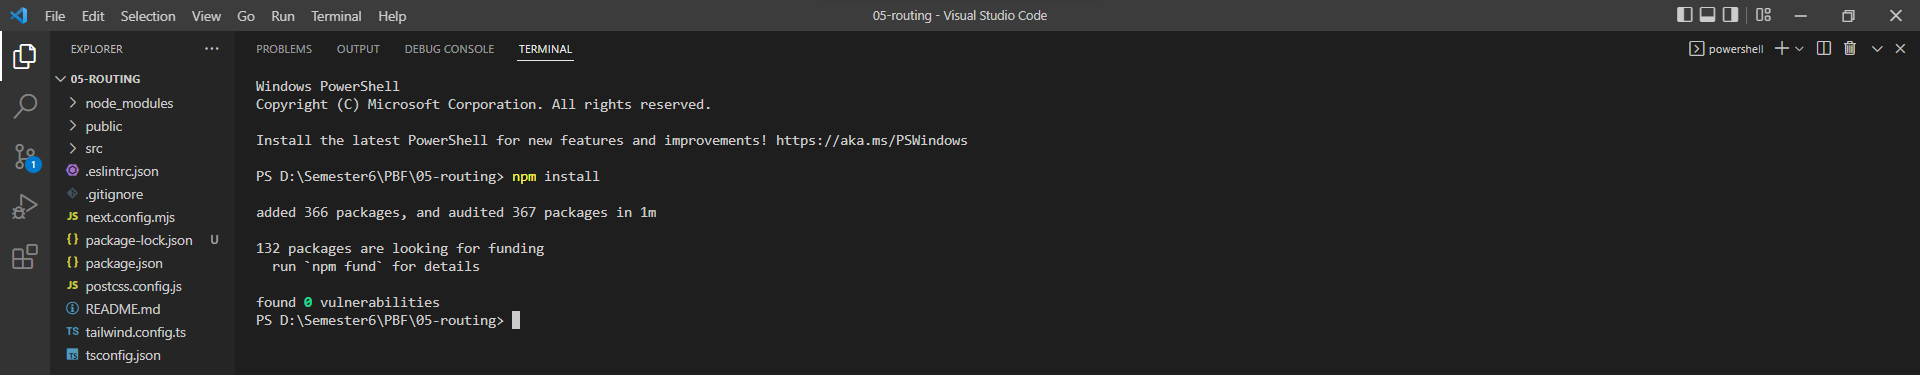 File Edit Selection View Go Run Terminal Help
05-routing - Visual Studio Code
EXPLORER
05-ROUTING
node_modules
public
src
.eslintrc.json
.gitignore
JS next.config.mjs
{} package-lock.json U
{} package.json
JS postcss.config.js
README.md
TS tailwind.config.ts
TS tsconfig.json
1
PROBLEMS OUTPUT DEBUG CONSOLE TERMINAL
powershell
Windows PowerShell
Copyright (C) Microsoft Corporation. All rights reserved.
Install the latest PowerShell for new features and improvements! https://aka.ms/PSWindows
PS D:\Semester6\PBF\05-routing> npm install
added 366 packages, and audited 367 packages in 1m
132 packages are looking for funding
run `npm fund` for details
found 0 vulnerabilities
PS D:\Semester6\PBF\05-routing>